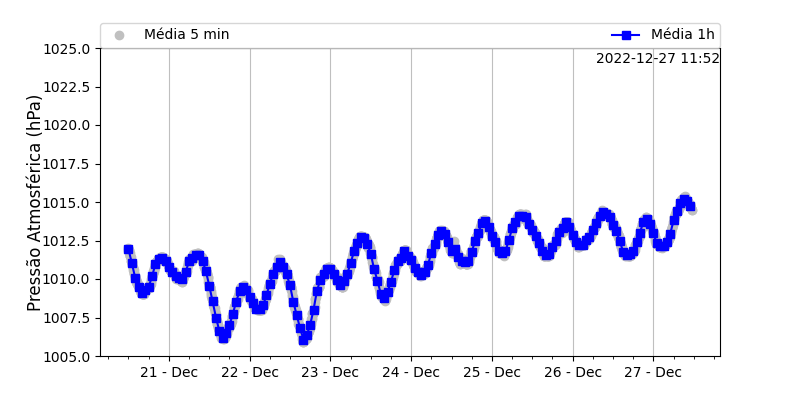 Média 5 min
Média 1h
2022-12-27 11:52
Pressão Atmosférica (hPa)
1025.0
1022.5
1020.0
1017.5
1015.0
1012.5
1010.0
1007.5
1005.0
21 - Dec
22 - Dec
23 - Dec
24 - Dec
25 - Dec
26 - Dec
27 - Dec